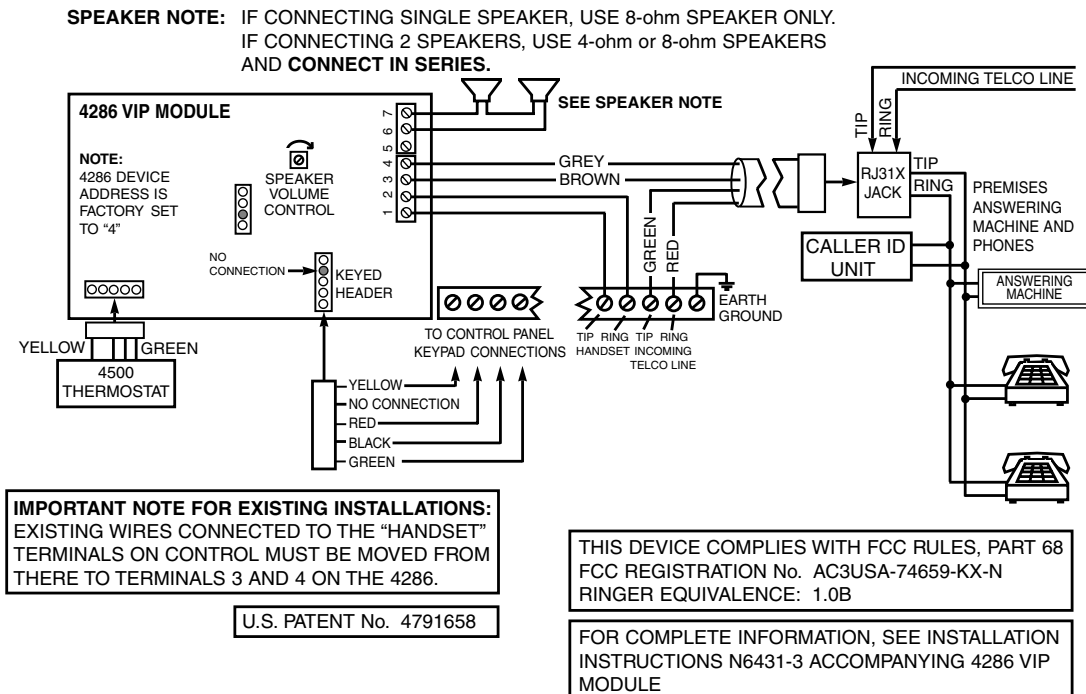 SPEAKER NOTE: IF CONNECTING SINGLE SPEAKER, USE 8-ohm SPEAKER ONLY.
IF CONNECTING 2 SPEAKERS, USE 4-ohm or 8-ohm SPEAKERS
AND CONNECT IN SERIES.
SEE SPEAKER NOTE
4286 VIP MODULE
NOTE:
4286 DEVICE
ADDRESS IS
FACTORY SET
TO “4”
SPEAKER
VOLUME
CONTROL
NO
CONNECTION
KEYED
HEADER
7
6
5
4
3
2
1
GREY
BROWN
GREEN
RED
INCOMING TELCO LINE
TIP
RING
RJ31X
JACK
TIP
RING
PREMISES
ANSWERING
MACHINE AND
PHONES
CALLER ID
UNIT
ANSWERING
MACHINE
EARTH
GROUND
TIP RING TIP RING
HANDSET INCOMING
TELCO LINE
TO CONTROL PANEL
KEYPAD CONNECTIONS
YELLOW
GREEN
4500
THERMOSTAT
YELLOW
NO CONNECTION
RED
BLACK
GREEN
IMPORTANT NOTE FOR EXISTING INSTALLATIONS:
EXISTING WIRES CONNECTED TO THE “HANDSET”
TERMINALS ON CONTROL MUST BE MOVED FROM
THERE TO TERMINALS 3 AND 4 ON THE 4286.
U.S. PATENT No. 4791658
THIS DEVICE COMPLIES WITH FCC RULES, PART 68
FCC REGISTRATION No. AC3USA-74659-KX-N
RINGER EQUIVALENCE: 1.0B
FOR COMPLETE INFORMATION, SEE INSTALLATION
INSTRUCTIONS N6431-3 ACCOMPANYING 4286 VIP
MODULE